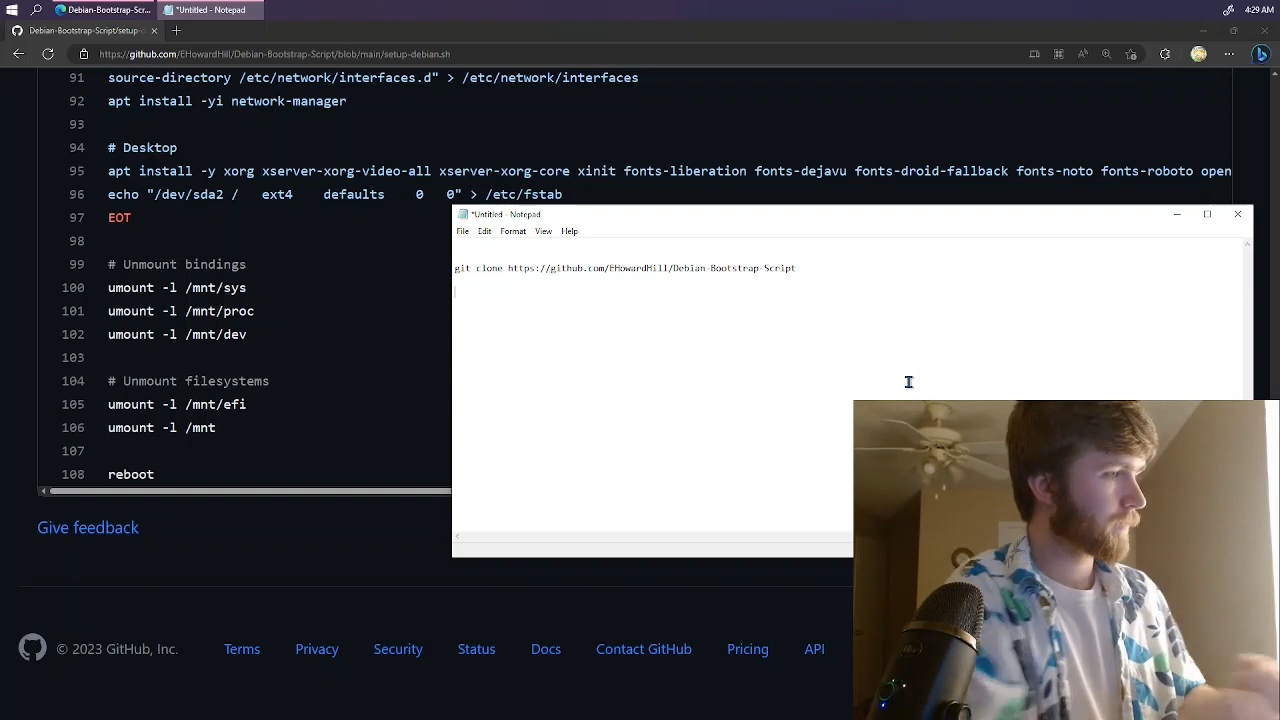 Debian-Bootstrap-Scr...
*Untitled - Notepad
4:29 AM
Debian-Bootstrap-Script/setup-
https://github.com/EHowardHill/Debian-Bootstrap-Script/blob/main/setup-debian.sh
91 source-directory /etc/network/interfaces.d" > /etc/network/interfaces
92 apt install -yi network-manager
93
94 # Desktop
95 apt install -y xorg xserver-xorg-video-all xserver-xorg-core xinit fonts-liberation fonts-dejavu fonts-droid-fallback fonts-noto fonts-roboto open
96 echo "/dev/sda2 / ext4 defaults 0 0" > /etc/fstab
97 EOT
98
99 # Unmount bindings
100 umount -l /mnt/sys
101 umount -l /mnt/proc
102 umount -l /mnt/dev
103
104 # Unmount filesystems
105 umount -l /mnt/efi
106 umount -l /mnt
107
108 reboot
*Untitled - Notepad
File Edit Format View Help
git clone https://github.com/EHowardHill/Debian-Bootstrap-Script
Give feedback
© 2023 GitHub, Inc.
Terms
Privacy
Security
Status
Docs
Contact GitHub
Pricing
API